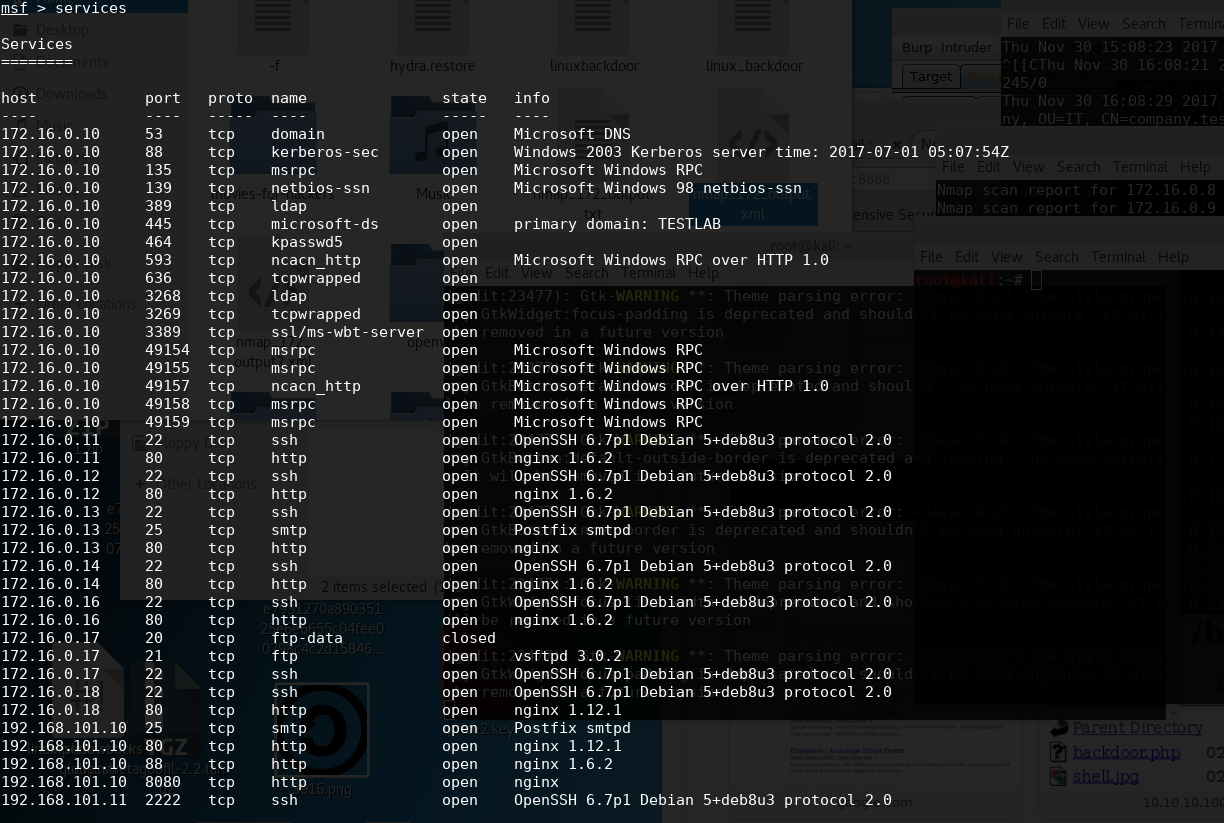 msf > services
Services
========
host port proto name state info
---- ---- ----- ---- ----- ----
172.16.0.10 53 tcp domain open Microsoft DNS
172.16.0.10 88 tcp kerberos-sec open Windows 2003 Kerberos server time: 2017-07-01 05:07:54Z
172.16.0.10 135 tcp msrpc open Microsoft Windows RPC
172.16.0.10 139 tcp netbios-ssn open Microsoft Windows 98 netbios-ssn
172.16.0.10 389 tcp ldap open
172.16.0.10 445 tcp microsoft-ds open primary domain: TESTLAB
172.16.0.10 464 tcp kpasswd5 open
172.16.0.10 593 tcp ncacn_http open Microsoft Windows RPC over HTTP 1.0
172.16.0.10 636 tcp tcpwrapped open
172.16.0.10 3268 tcp ldap open
172.16.0.10 3269 tcp tcpwrapped open
172.16.0.10 3389 tcp ssl/ms-wbt-server open
172.16.0.10 49154 tcp msrpc open Microsoft Windows RPC
172.16.0.10 49155 tcp msrpc open Microsoft Windows RPC
172.16.0.10 49157 tcp ncacn_http open Microsoft Windows RPC over HTTP 1.0
172.16.0.10 49158 tcp msrpc open Microsoft Windows RPC
172.16.0.10 49159 tcp msrpc open Microsoft Windows RPC
172.16.0.11 22 tcp ssh open OpenSSH 6.7p1 Debian 5+deb8u3 protocol 2.0
172.16.0.11 80 tcp http open nginx 1.6.2
172.16.0.12 22 tcp ssh open OpenSSH 6.7p1 Debian 5+deb8u3 protocol 2.0
172.16.0.12 80 tcp http open nginx 1.6.2
172.16.0.13 22 tcp ssh open OpenSSH 6.7p1 Debian 5+deb8u3 protocol 2.0
172.16.0.13 25 tcp smtp open Postfix smtpd
172.16.0.13 80 tcp http open nginx
172.16.0.14 22 tcp ssh open OpenSSH 6.7p1 Debian 5+deb8u3 protocol 2.0
172.16.0.14 80 tcp http open nginx 1.6.2
172.16.0.16 22 tcp ssh open OpenSSH 6.7p1 Debian 5+deb8u3 protocol 2.0
172.16.0.16 80 tcp http open nginx 1.6.2
172.16.0.17 20 tcp ftp-data closed
172.16.0.17 21 tcp ftp open vsftpd 3.0.2
172.16.0.17 22 tcp ssh open OpenSSH 6.7p1 Debian 5+deb8u3 protocol 2.0
172.16.0.18 22 tcp ssh open OpenSSH 6.7p1 Debian 5+deb8u3 protocol 2.0
172.16.0.18 80 tcp http open nginx 1.12.1
192.168.101.10 25 tcp smtp open Postfix smtpd
192.168.101.10 80 tcp http open nginx 1.12.1
192.168.101.10 88 tcp http open nginx 1.6.2
192.168.101.10 8080 tcp http open nginx
192.168.101.11 2222 tcp ssh open OpenSSH 6.7p1 Debian 5+deb8u3 protocol 2.0
Desktop
Downloads
-f
hydra.restore
linuxbackdoor
linux_backdoor
Burp Intruder
Target
File Edit View Search
Thu Nov 30 15:08:23 2017
^[[CThu Nov 30 16:08:21
245/0
Thu Nov 30 16:08:29 2017
ny, OU=IT,
:8888
File Edit View Search Terminal Help
Nmap scan report for 172.16.0.8
Nmap scan report for 172.16.0.9
root@kali: ~
Edit View Search Terminal Help
File Edit View Search Terminal Help
root@kali:~#
2 items selected
Parent Directory
backdoor.php
shell.jpg